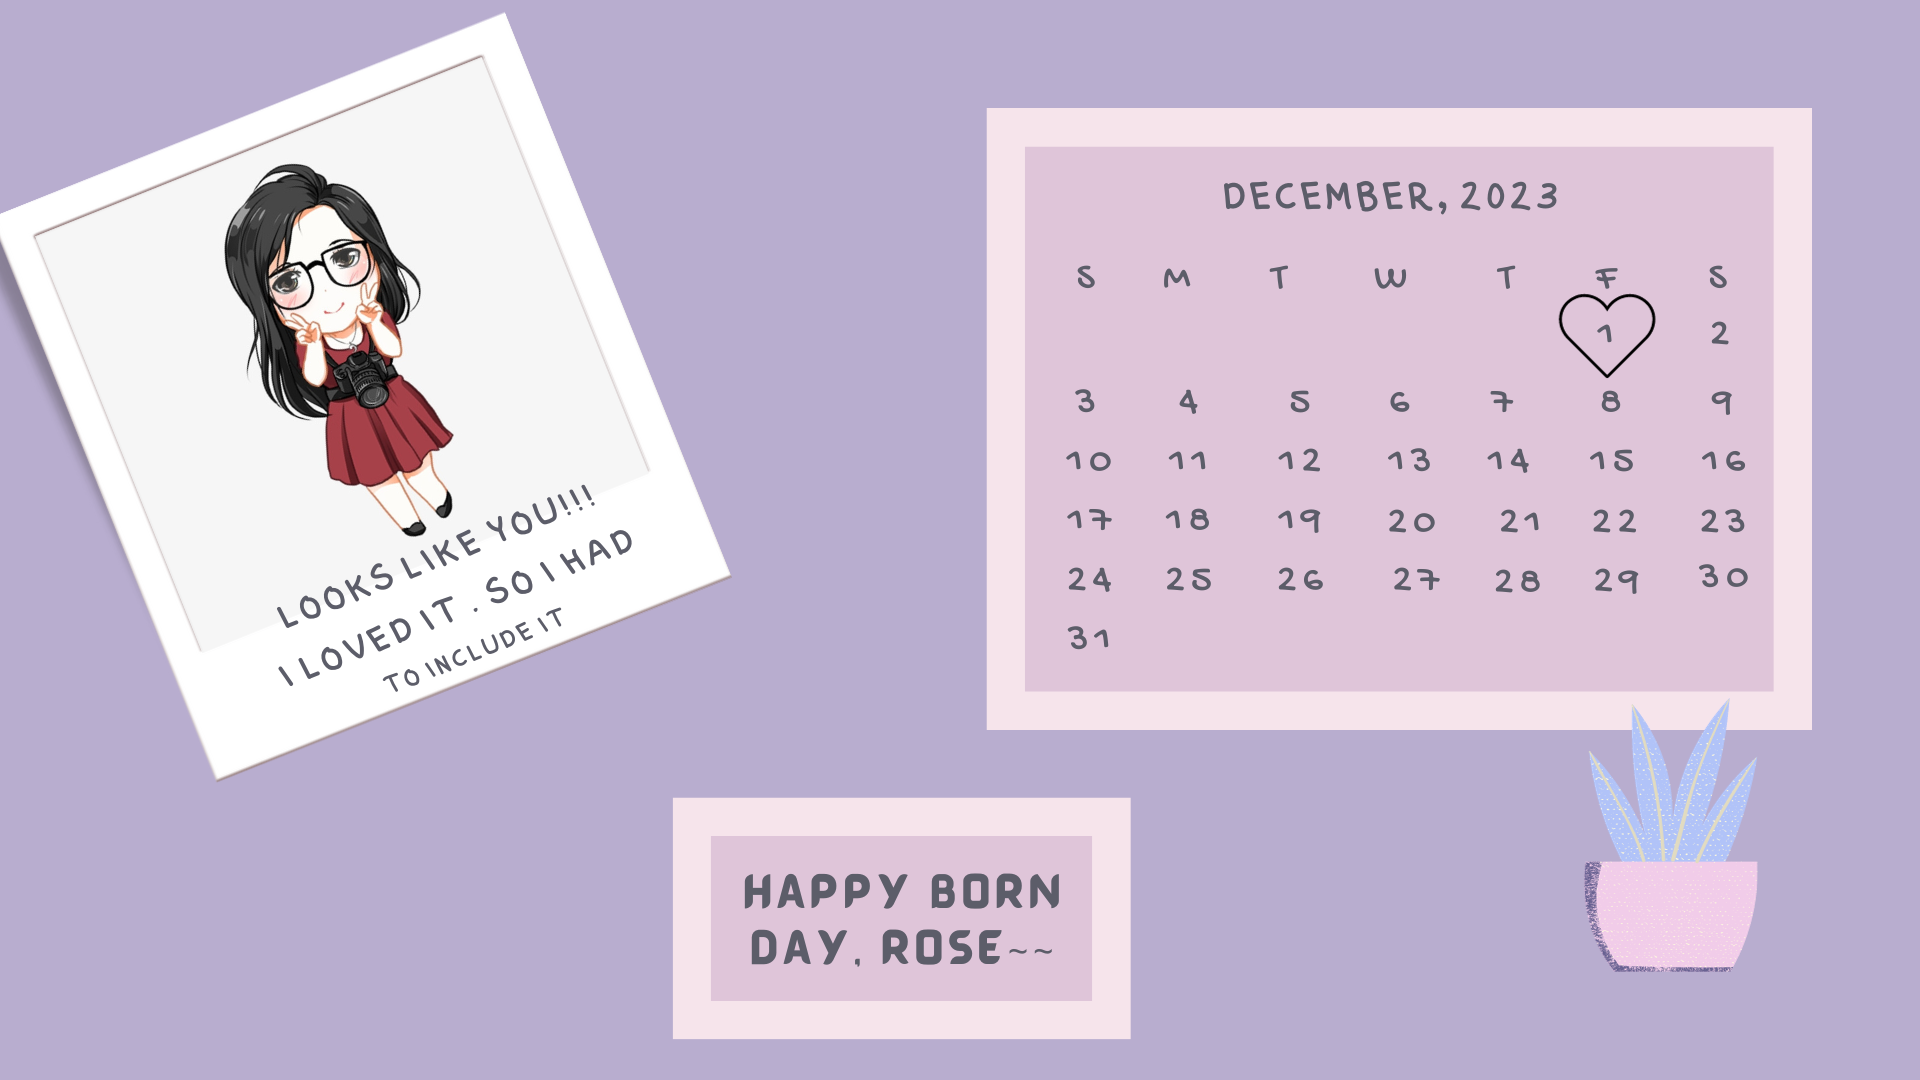 LOOKS LIKE YOU!!!
I LOVED IT . SO I HAD
TO INCLUDE IT
DECEMBER, 2023
S M T W T F S
1 2
3 4 5 6 7 8 9
10 11 12 13 14 15 16
17 18 19 20 21 22 23
24 25 26 27 28 29 30
31
HAPPY BORN
DAY, ROSE~~